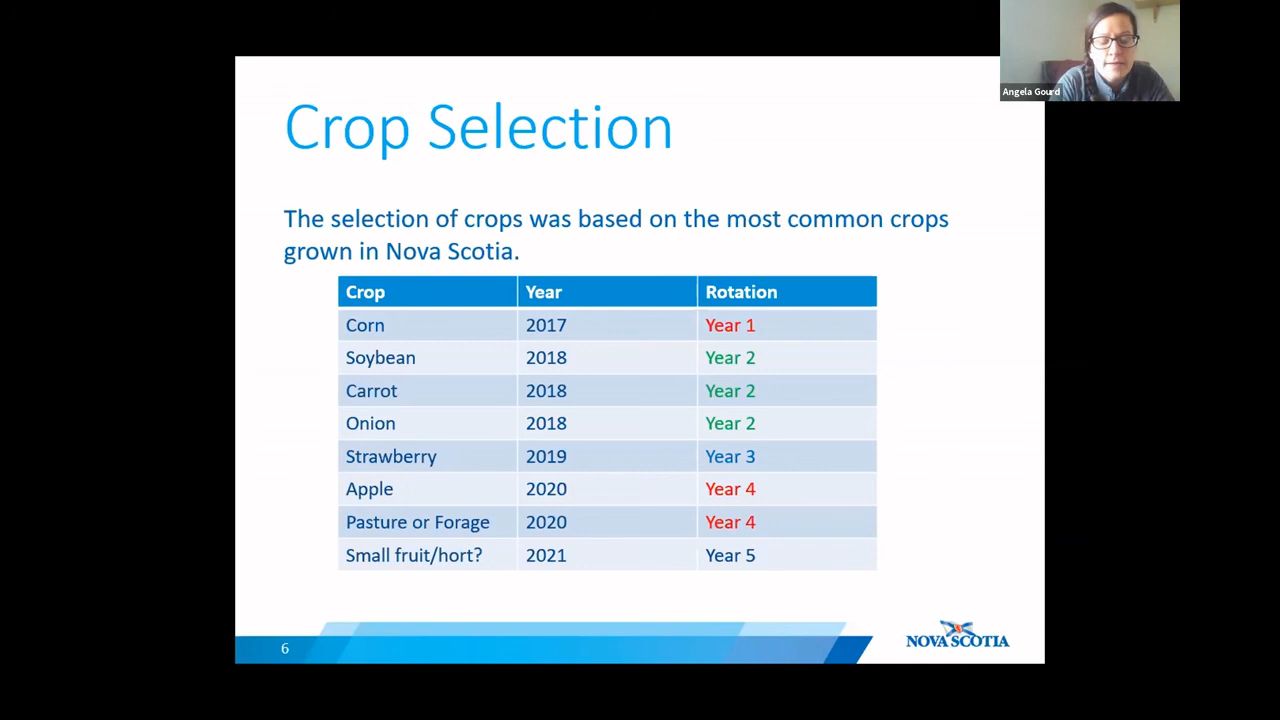 Angela Gourd
Crop Selection
The selection of crops was based on the most common crops
grown in Nova Scotia.
Crop Year Rotation
Corn 2017 Year 1
Soybean 2018 Year 2
Carrot 2018 Year 2
Onion 2018 Year 2
Strawberry 2019 Year 3
Apple 2020 Year 4
Pasture or Forage 2020 Year 4
Small fruit/hort? 2021 Year 5
6
NOVA SCOTIA